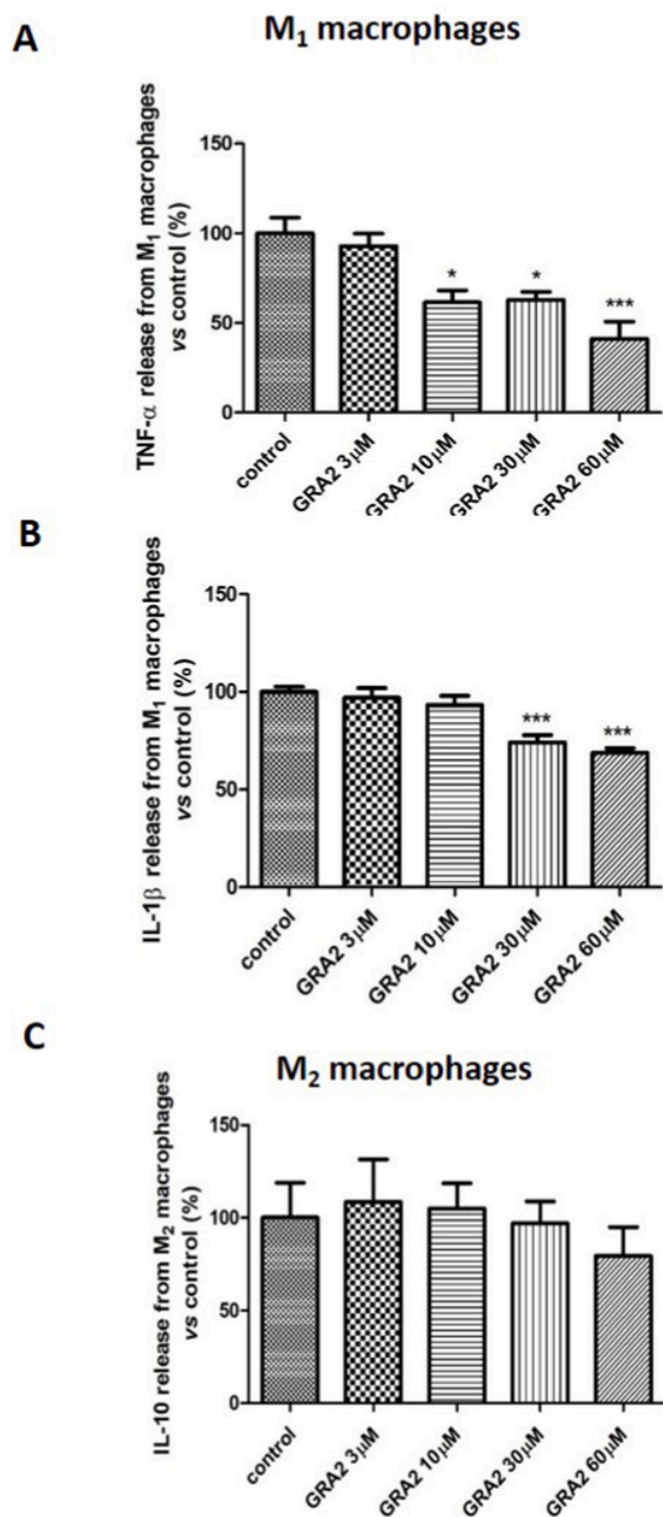 A
M1 macrophages
TNF-α release from M1 macrophages
vs control (%)
150
100
50
0
*
*
***
control
GRA2 3μM
GRA2 10μM
GRA2 30μM
GRA2 60μM
B
IL-1β release from M1 macrophages
vs control (%)
150
100
50
0
***
***
control
GRA2 3μM
GRA2 10μM
GRA2 30μM
GRA2 60μM
C
M2 macrophages
IL-10 release from M2 macrophages
vs control (%)
150
100
50
0
control
GRA2 3μM
GRA2 10μM
GRA2 30μM
GRA2 60μM